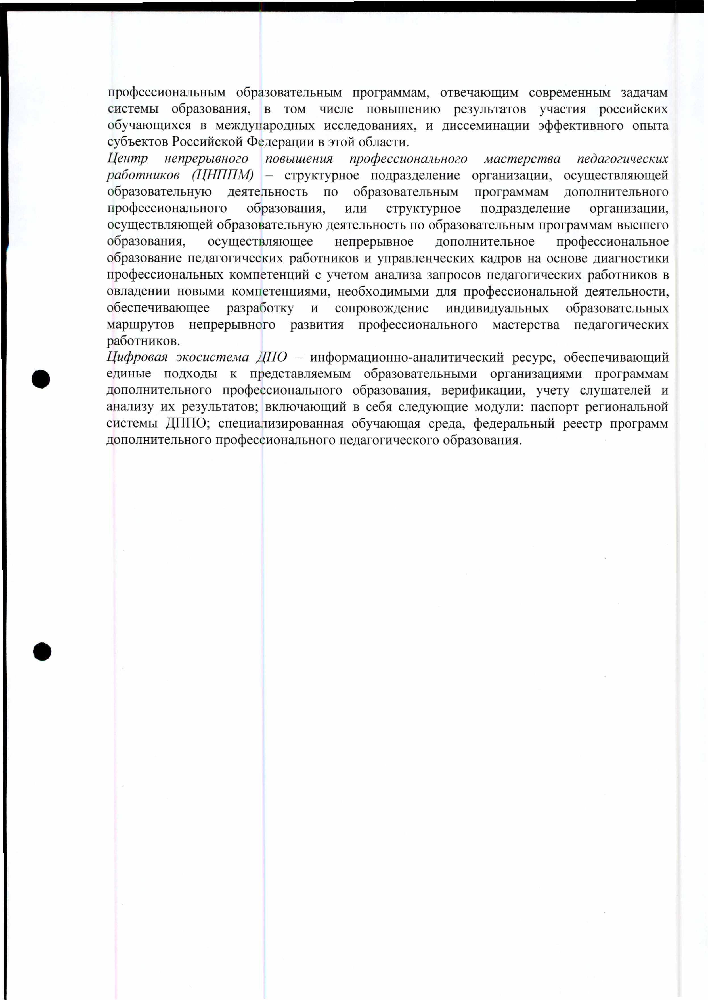 профессиональным образовательным программам, отвечающим современным задачам
системы образования, в том числе повышению результатов участия российских
обучающихся в международных исследованиях, и диссеминации эффективного опыта
субъектов Российской Федерации в этой области.
Центр непрерывного повышения профессионального мастерства педагогических
работников (ЦНППМ) – структурное подразделение организации, осуществляющей
образовательную деятельность по образовательным программам дополнительного
профессионального образования, или структурное подразделение организации,
осуществляющей образовательную деятельность по образовательным программам высшего
образования, осуществляющее непрерывное дополнительное профессиональное
образование педагогических работников и управленческих кадров на основе диагностики
профессиональных компетенций с учетом анализа запросов педагогических работников в
овладении новыми компетенциями, необходимыми для профессиональной деятельности,
обеспечивающее разработку и сопровождение индивидуальных образовательных
маршрутов непрерывного развития профессионального мастерства педагогических
работников.
Цифровая экосистема ДПО – информационно-аналитический ресурс, обеспечивающий
единые подходы к представляемым образовательными организациями программам
дополнительного профессионального образования, верификации, учету слушателей и
анализу их результатов; включающий в себя следующие модули: паспорт региональной
системы ДППО; специализированная обучающая среда, федеральный реестр программ
дополнительного профессионального педагогического образования.